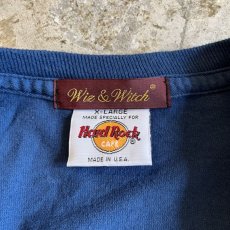 Wiz & Witch®
X-LARGE
MADE SPECIALLY FOR
Hard Rock
CAFE®
MADE IN U.S.A.